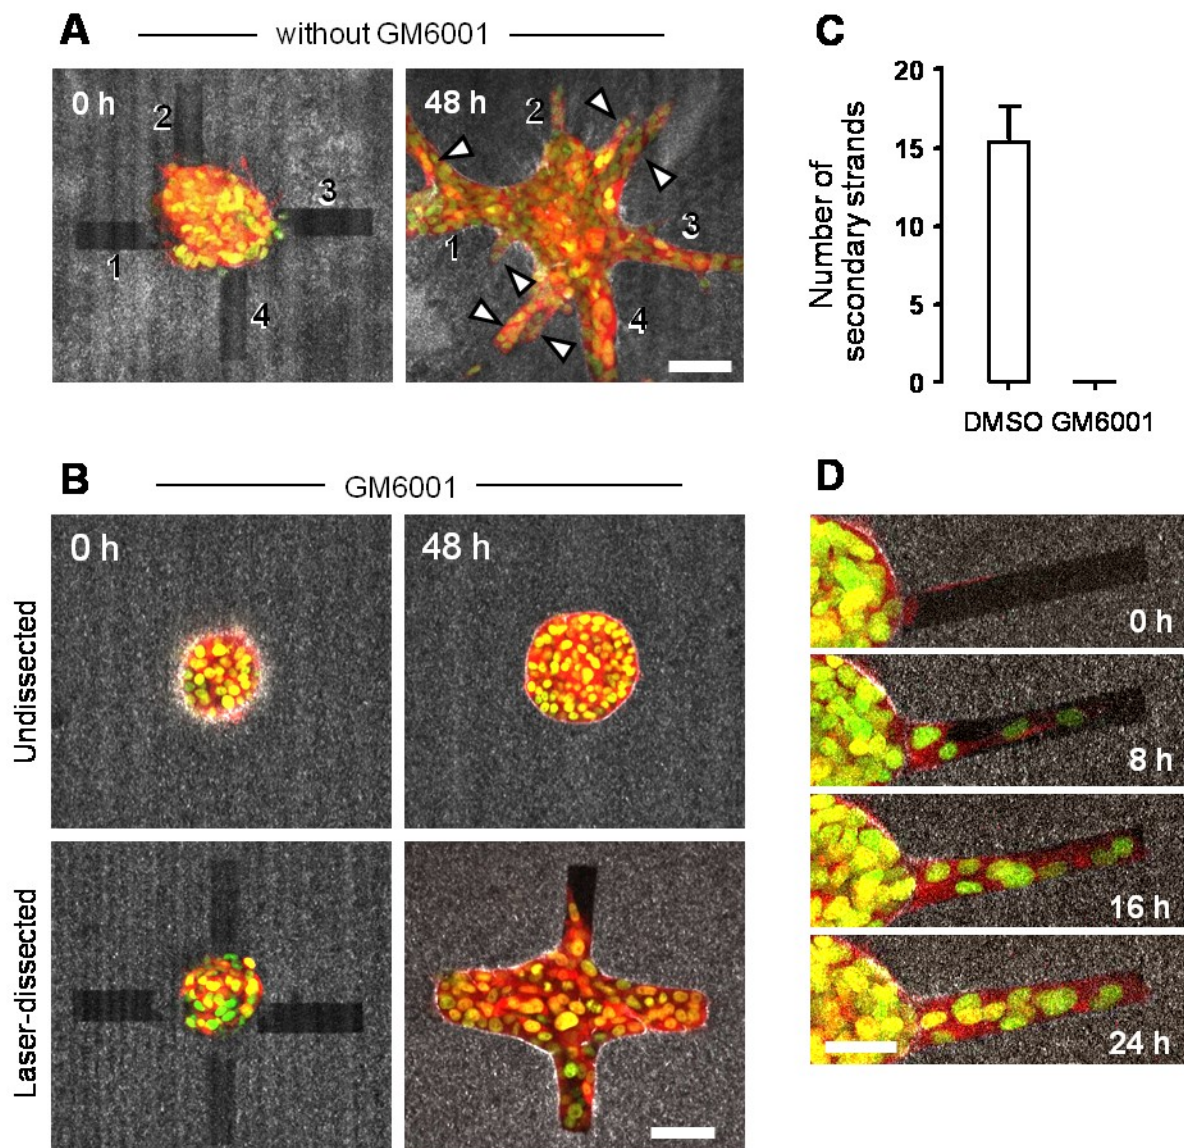 A
without GM6001
0 h
2
3
1
4
48 h
2
3
1
4
C
20
15
10
5
0
Number of
secondary strands
DMSO GM6001
B
GM6001
Undissected
0 h
48 h
Laser-dissected
D
0 h
8 h
16 h
24 h